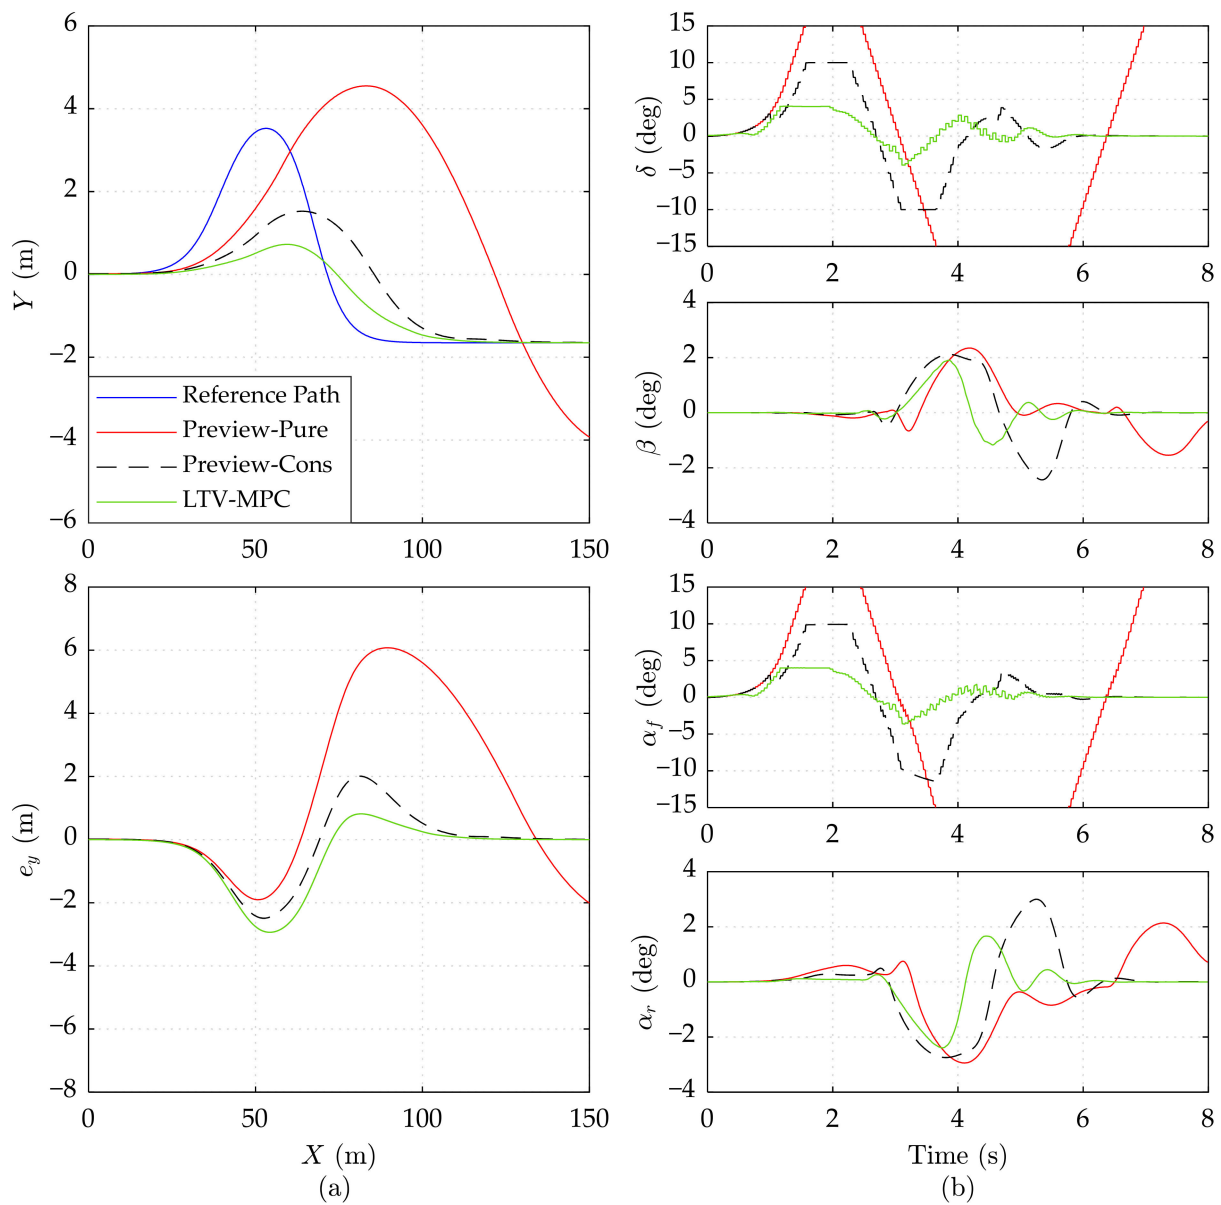 6
4
2
0
−2
−4
−6
Y (m)
Reference Path
Preview-Pure
Preview-Cons
LTV-MPC
0 50 100 150
8
6
4
2
0
−2
−4
−6
−8
e_y (m)
0 50 100 150
X (m)
(a)
15
10
5
0
−5
−10
−15
δ (deg)
0 2 4 6 8
4
2
0
−2
−4
β (deg)
0 2 4 6 8
15
10
5
0
−5
−10
−15
α_f (deg)
0 2 4 6 8
4
2
0
−2
−4
α_r (deg)
0 2 4 6 8
Time (s)
(b)